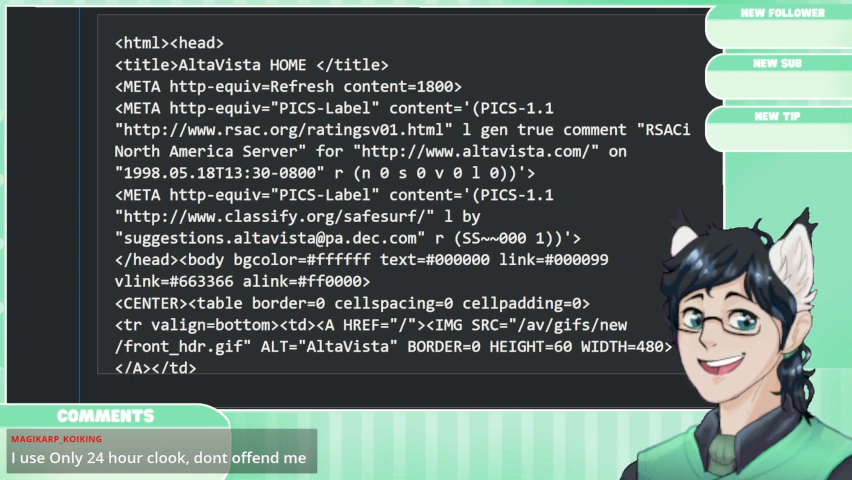 <html><head>
<title>AltaVista HOME </title>
<META http-equiv=Refresh content=1800>
<META http-equiv="PICS-Label" content='(PICS-1.1
"http://www.rsac.org/ratingsv01.html" l gen true comment "RSACi
North America Server" for "http://www.altavista.com/" on
"1998.05.18T13:30-0800" r (n 0 s 0 v 0 l 0))'>
<META http-equiv="PICS-Label" content='(PICS-1.1
"http://www.classify.org/safesurf/" l by
"suggestions.altavista@pa.dec.com" r (SS~~000 1))'>
</head><body bgcolor=#ffffff text=#000000 link=#000099
vlink=#663366 alink=#ff0000>
<CENTER><table border=0 cellspacing=0 cellpadding=0>
<tr valign=bottom><td><A HREF="/"><IMG SRC="/av/gifs/new
/front_hdr.gif" ALT="AltaVista" BORDER=0 HEIGHT=60 WIDTH=480>
</A></td>
NEW FOLLOWER
NEW SUB
NEW TIP
COMMENTS
MAGIKARP_KOIKING
I use Only 24 hour clook, dont offend me